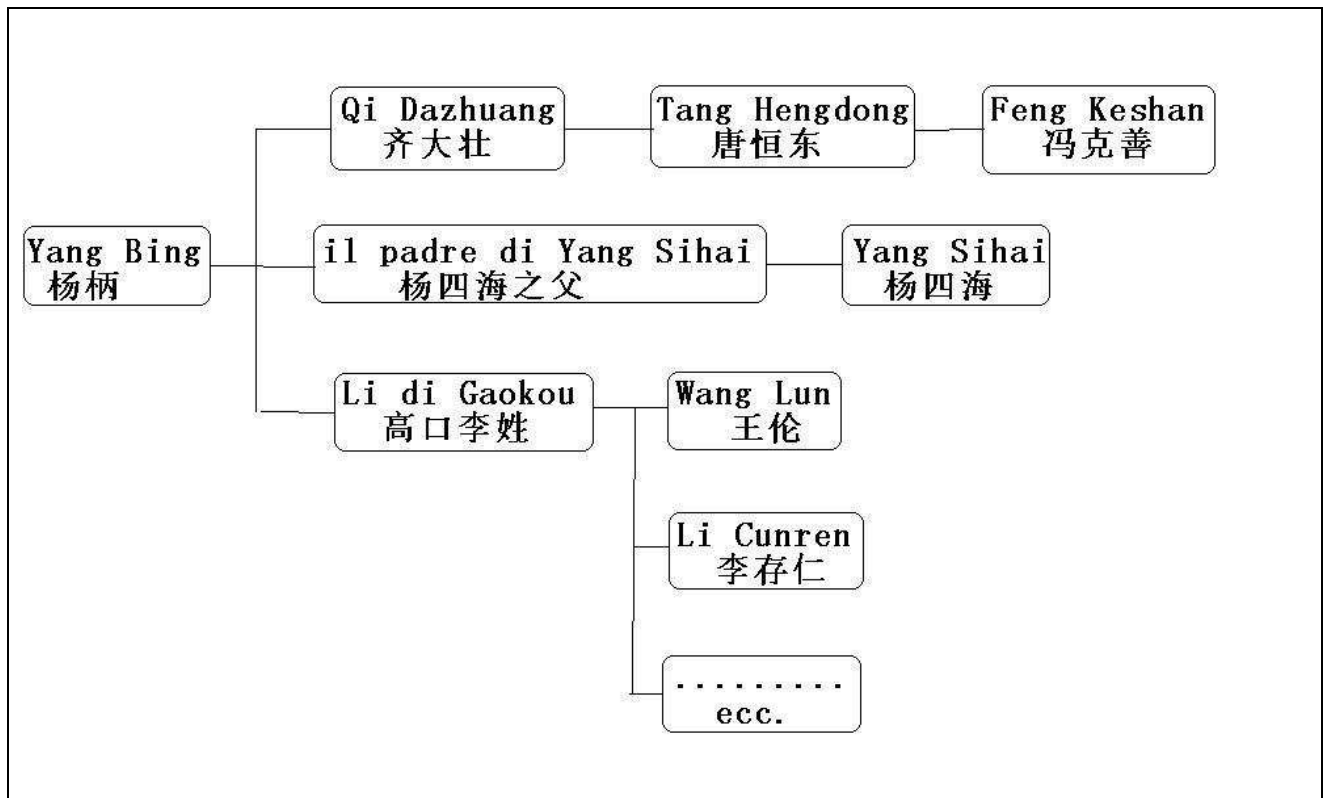 Qi Dazhuang
齐大壮
Tang Hengdong
唐恒东
Feng Keshan
冯克善
Yang Bing
杨柄
il padre di Yang Sihai
杨四海之父
Yang Sihai
杨四海
Li di Gaokou
高口李姓
Wang Lun
王伦
Li Cunren
李存仁
.........
ecc.